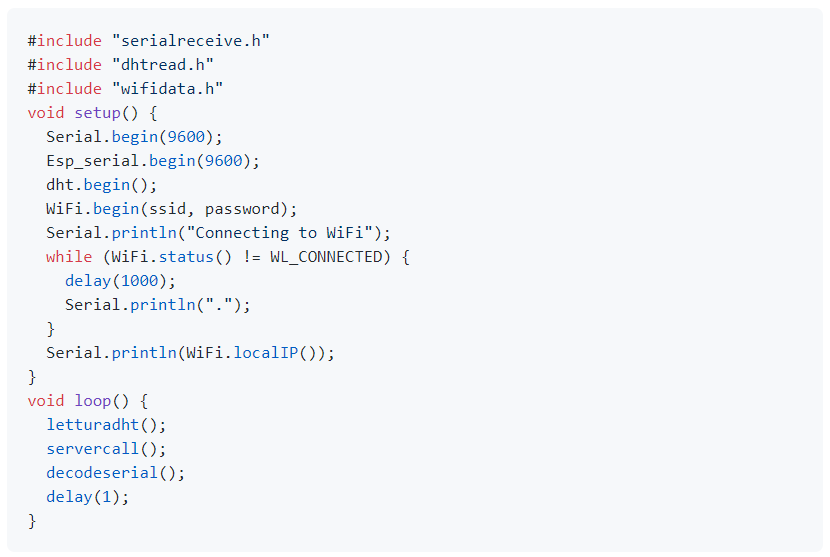 #include "serialreceive.h"
#include "dhtread.h"
#include "wifidata.h"
void setup() {
  Serial.begin(9600);
  Esp_serial.begin(9600);
  dht.begin();
  WiFi.begin(ssid, password);
  Serial.println("Connecting to WiFi");
  while (WiFi.status() != WL_CONNECTED) {
    delay(1000);
    Serial.println(".");
  }
  Serial.println(WiFi.localIP());
}
void loop() {
  letturadht();
  servercall();
  decodeserial();
  delay(1);
}